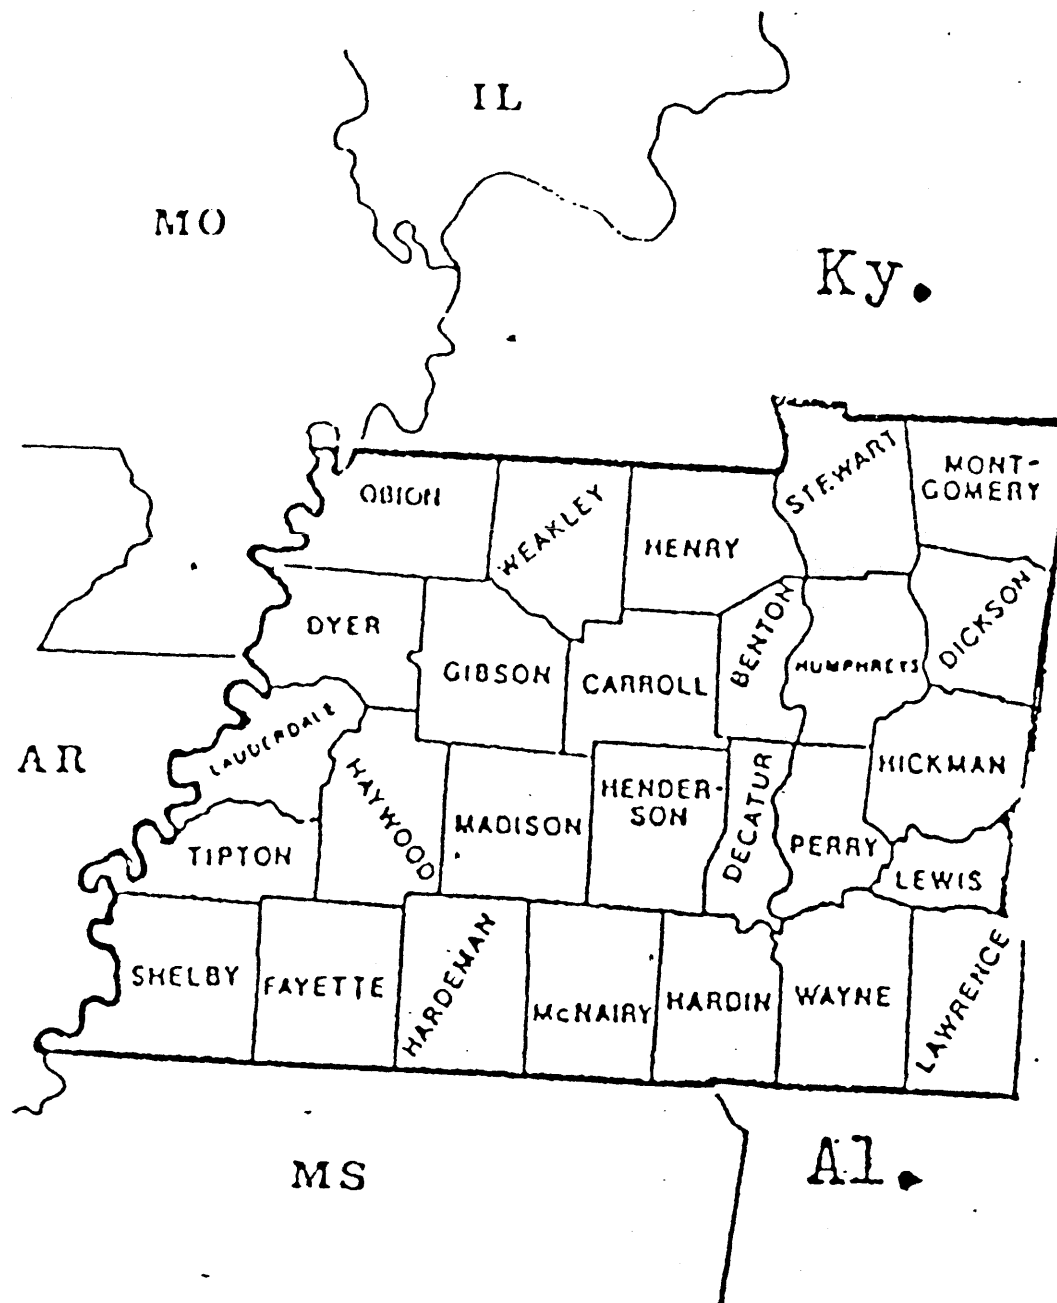 IL
MO
Ky.
STEWART
MONT-
GOMERY
OBION
WEAKLEY
HENRY
DICKSON
BENTON
DYER
HUMPHREYS
GIBSON
CARROLL
LAUDERDALE
AR
HAYWOOD
HICKMAN
HENDER-
SON
DECATUR
MADISON
PERRY
TIPTON
LEWIS
SHELBY
FAYETTE
HARDEMAN
McNAIRY
HARDIN
WAYNE
LAWRENCE
MS
Al.